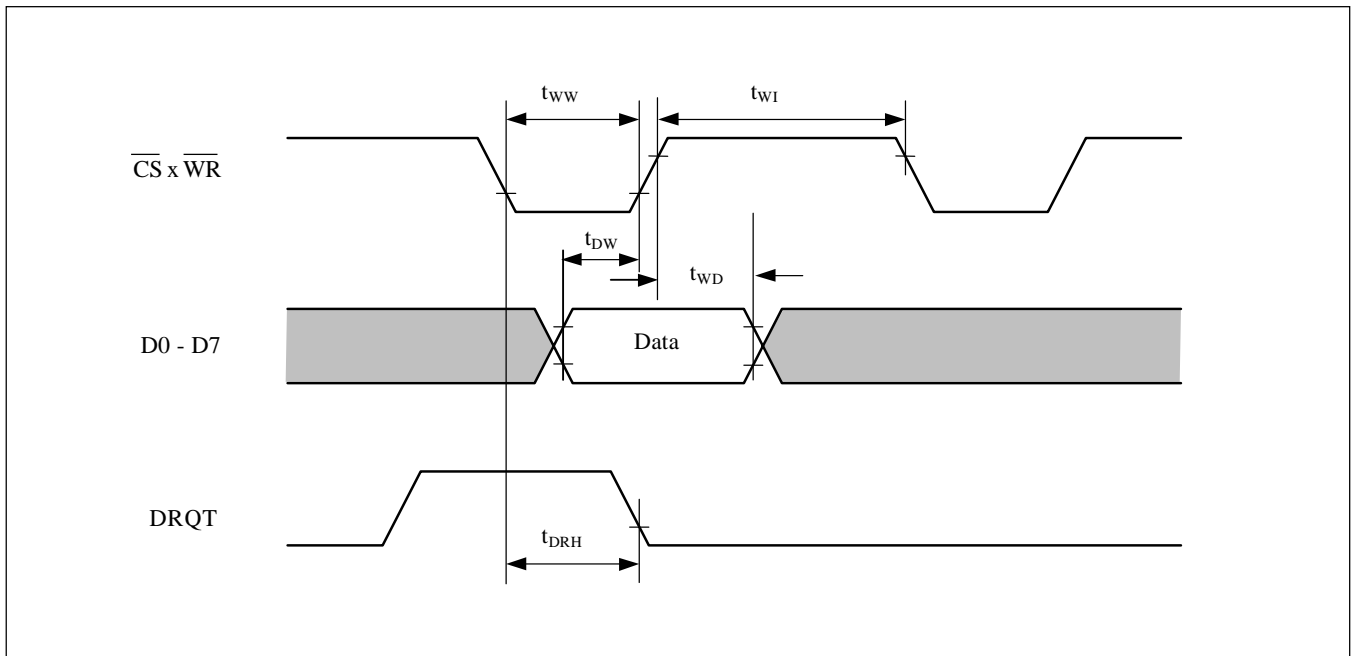 tWW
tWI
CS x WR
tDW
tWD
D0 - D7
Data
DRQT
tDRH